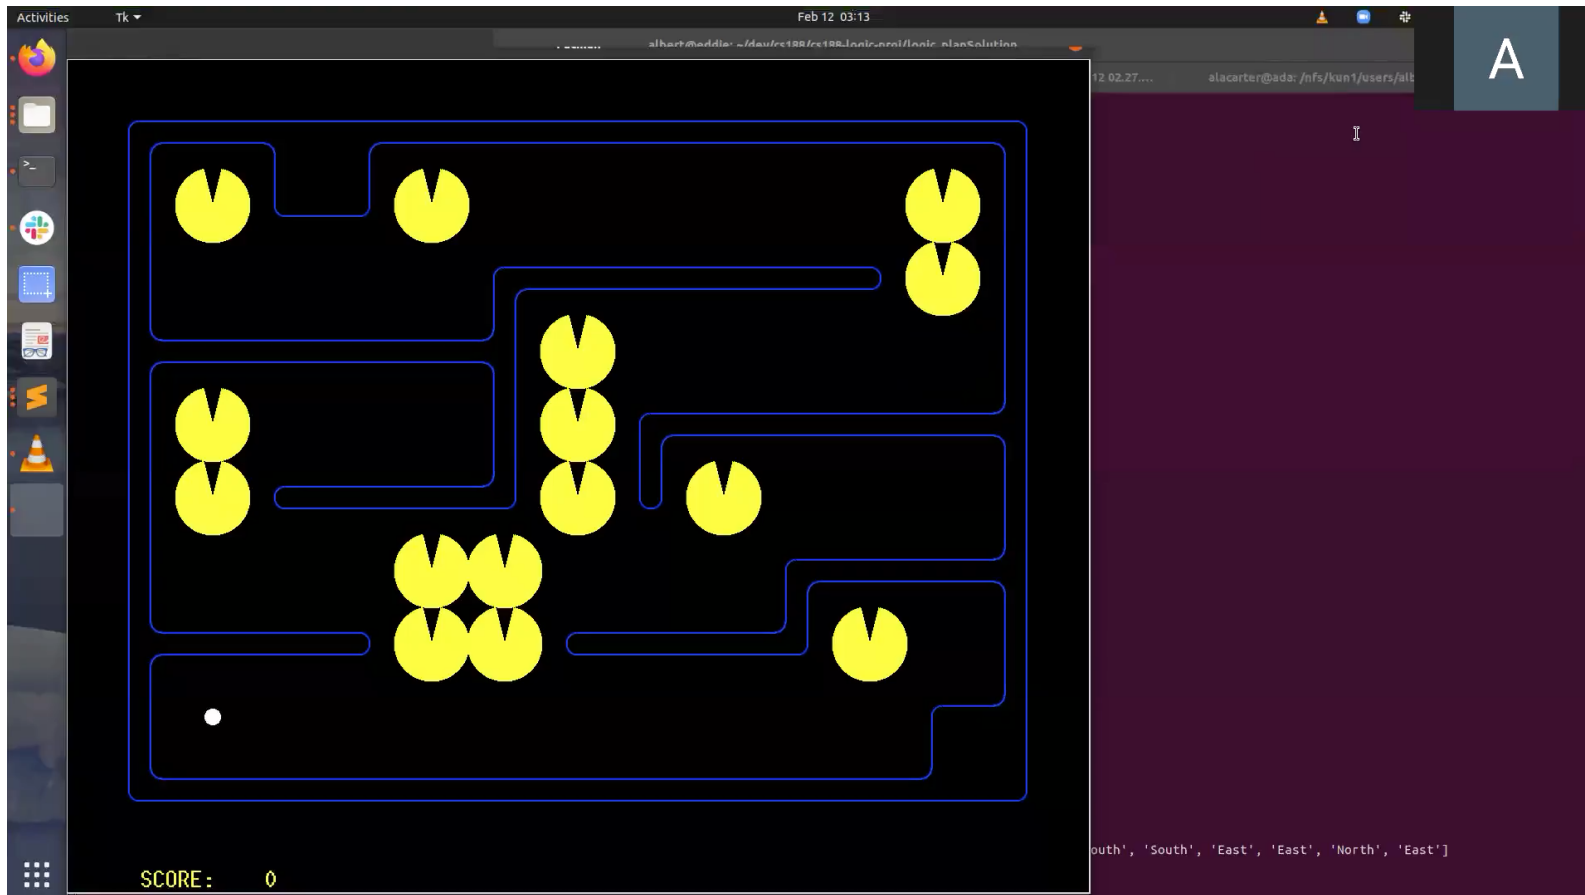 Activities
Tk
Feb 12 03:13
albert@eddie: ~/dev/cs188/cs188-logic-proj/logic_planSolution
12 02.27....
alacarter@ada: /nfs/kun1/users/alb
A
outh', 'South', 'East', 'East', 'North', 'East']
SCORE: 0